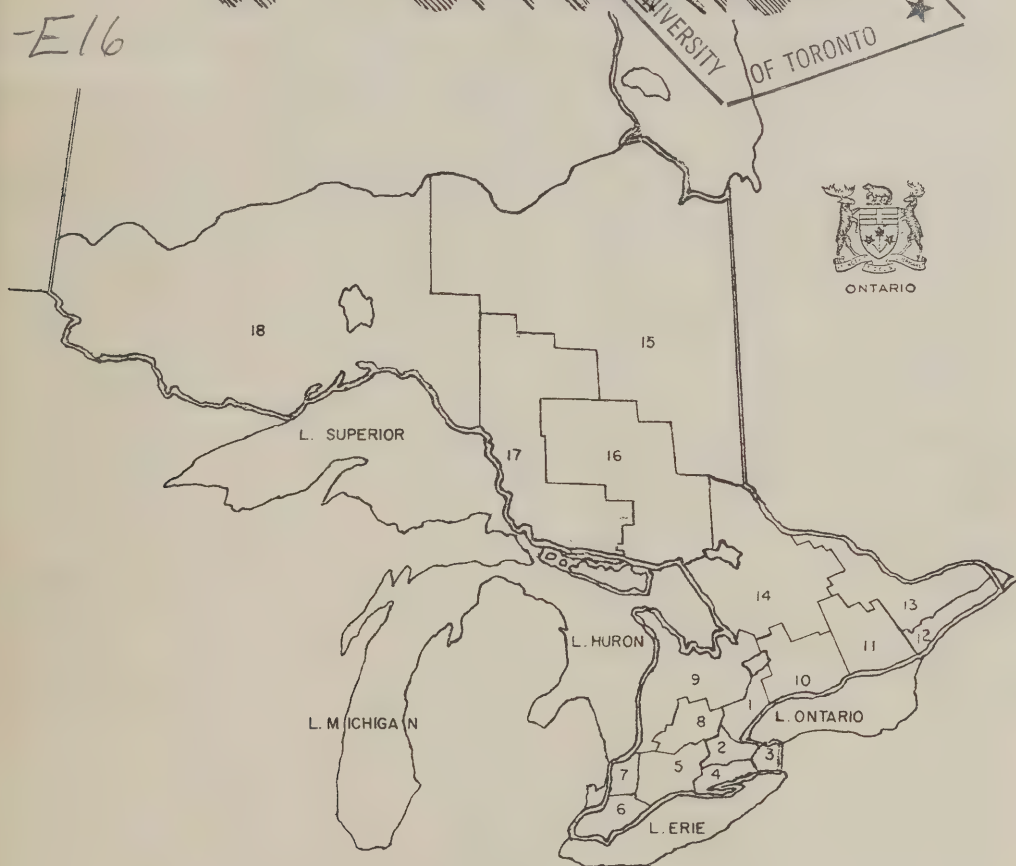 -E16
UNIVERSITY
OF TORONTO
ONTARIO
18
15
L. SUPERIOR
17
16
14
13
12
11
L. HURON
9
10
1
L. MICHIGAN
8
L. ONTARIO
2
3
7
5
4
6
L. ERIE